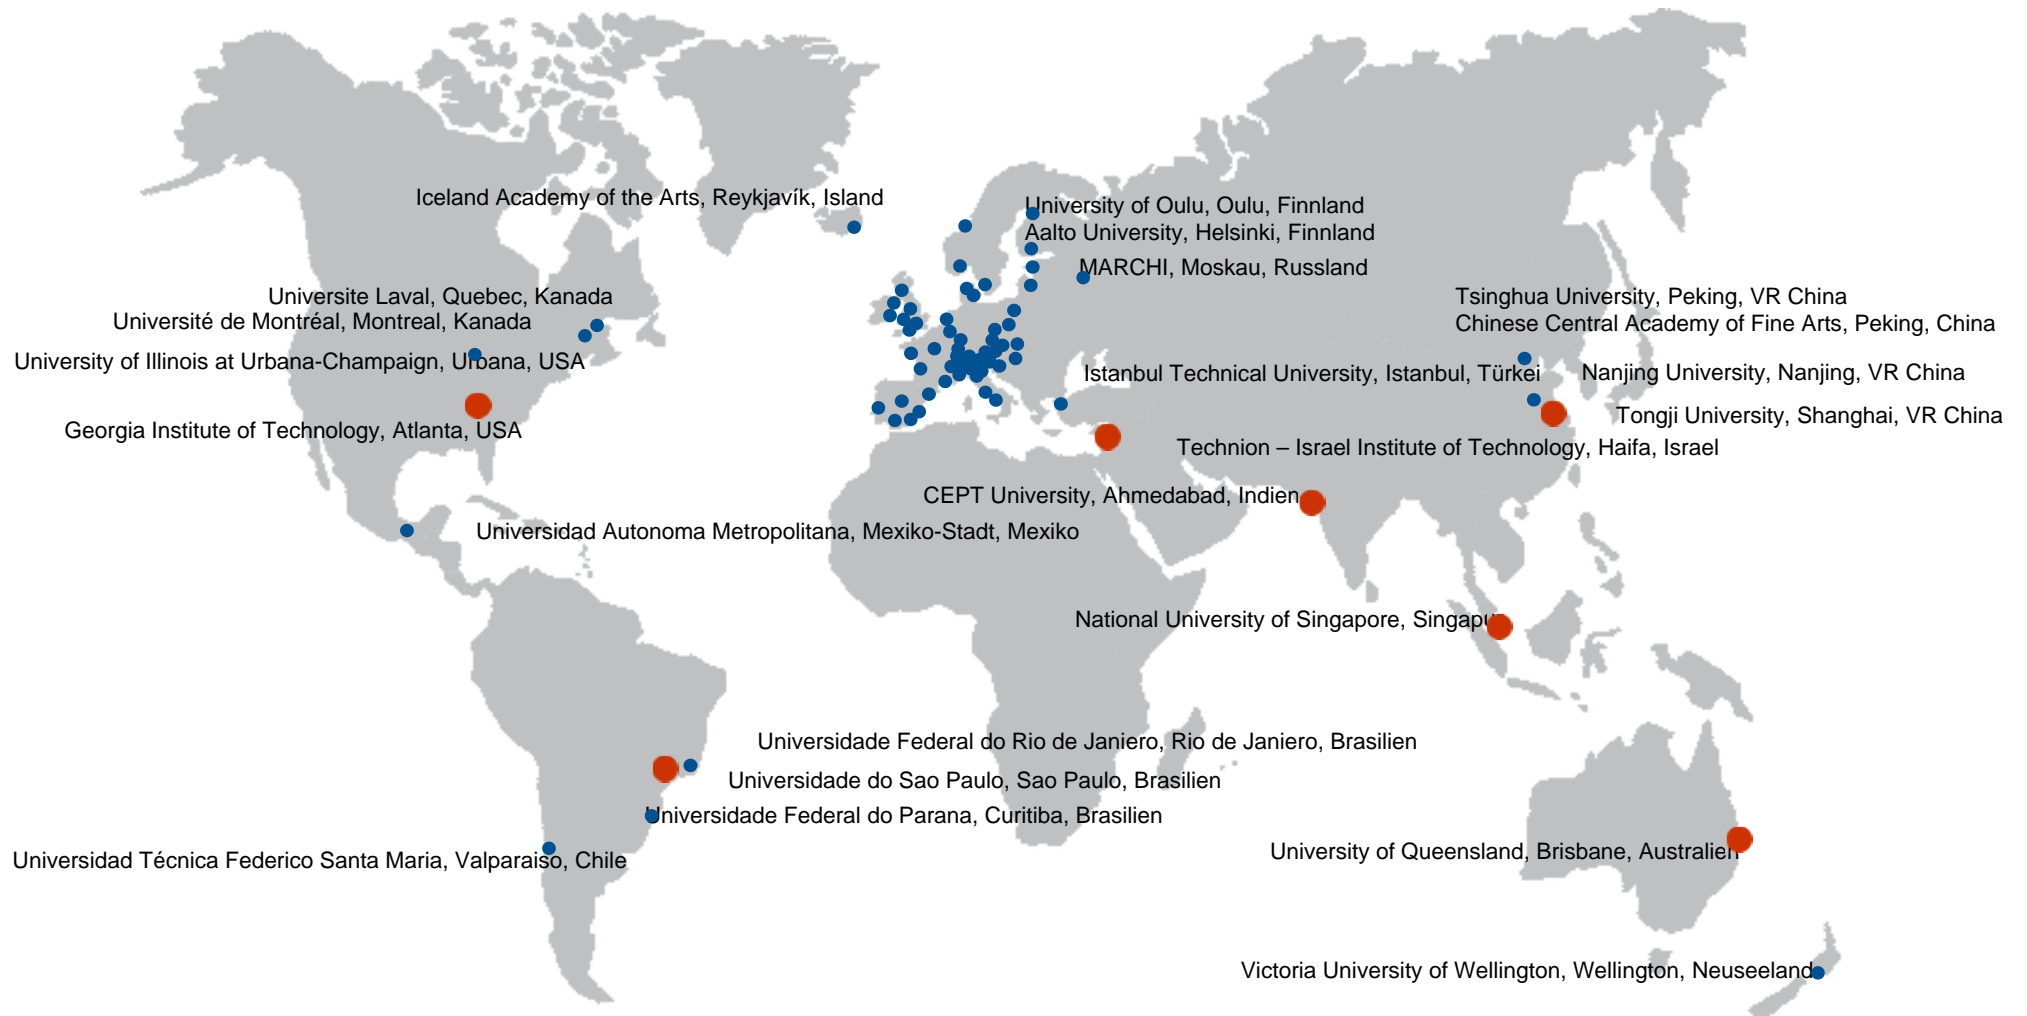 Iceland Academy of the Arts, Reykjavík, Island
University of Oulu, Oulu, Finnland
Aalto University, Helsinki, Finnland
MARCHI, Moskau, Russland
Universite Laval, Quebec, Kanada
Université de Montréal, Montreal, Kanada
University of Illinois at Urbana-Champaign, Urbana, USA
Georgia Institute of Technology, Atlanta, USA
Tsinghua University, Peking, VR China
Chinese Central Academy of Fine Arts, Peking, China
Istanbul Technical University, Istanbul, Türkei
Nanjing University, Nanjing, VR China
Tongji University, Shanghai, VR China
Technion – Israel Institute of Technology, Haifa, Israel
CEPT University, Ahmedabad, Indien
Universidad Autonoma Metropolitana, Mexiko-Stadt, Mexiko
National University of Singapore, Singapur
Universidade Federal do Rio de Janiero, Rio de Janiero, Brasilien
Universidade do Sao Paulo, Sao Paulo, Brasilien
Universidade Federal do Parana, Curitiba, Brasilien
Universidad Técnica Federico Santa Maria, Valparaiso, Chile
University of Queensland, Brisbane, Australien
Victoria University of Wellington, Wellington, Neuseeland